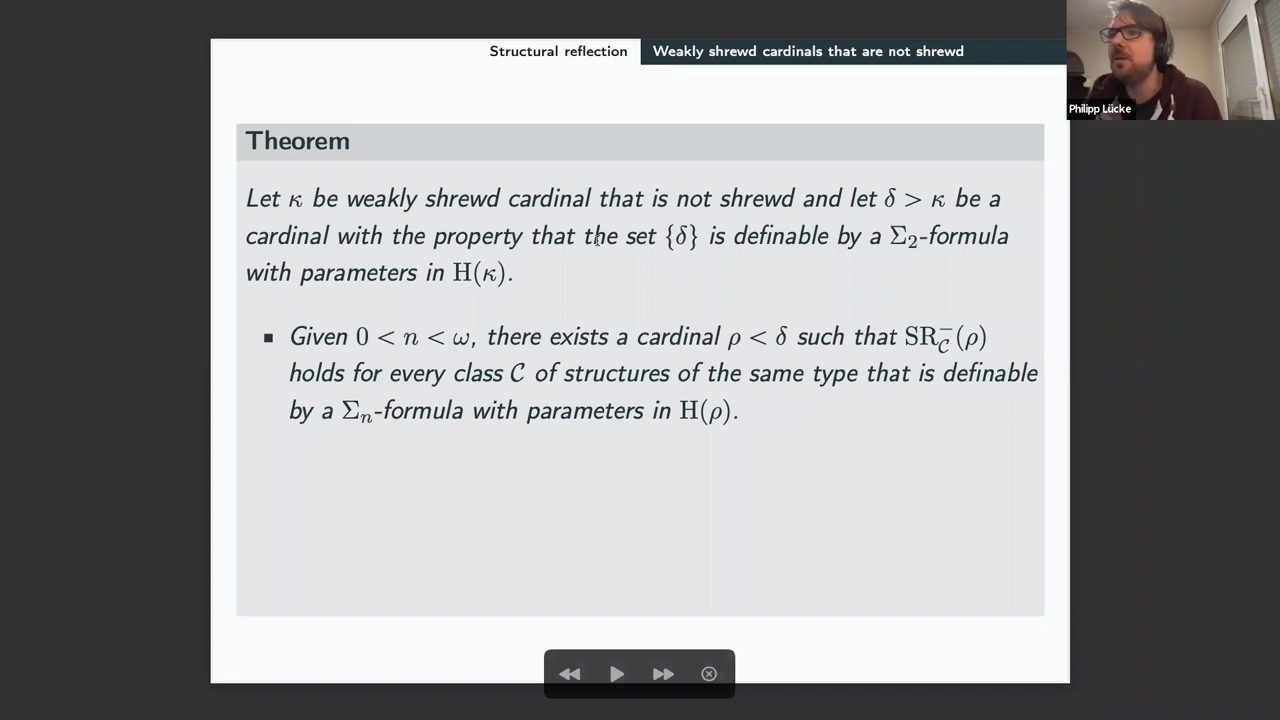 Structural reflection Weakly shrewd cardinals that are not shrewd
Philipp Lücke
Theorem
Let κ be weakly shrewd cardinal that is not shrewd and let δ > κ be a
cardinal with the property that the set {δ} is definable by a Σ₂-formula
with parameters in H(κ).
▪ Given 0 < n < ω, there exists a cardinal ρ < δ such that SR⁻_𝒞(ρ)
holds for every class 𝒞 of structures of the same type that is definable
by a Σₙ-formula with parameters in H(ρ).